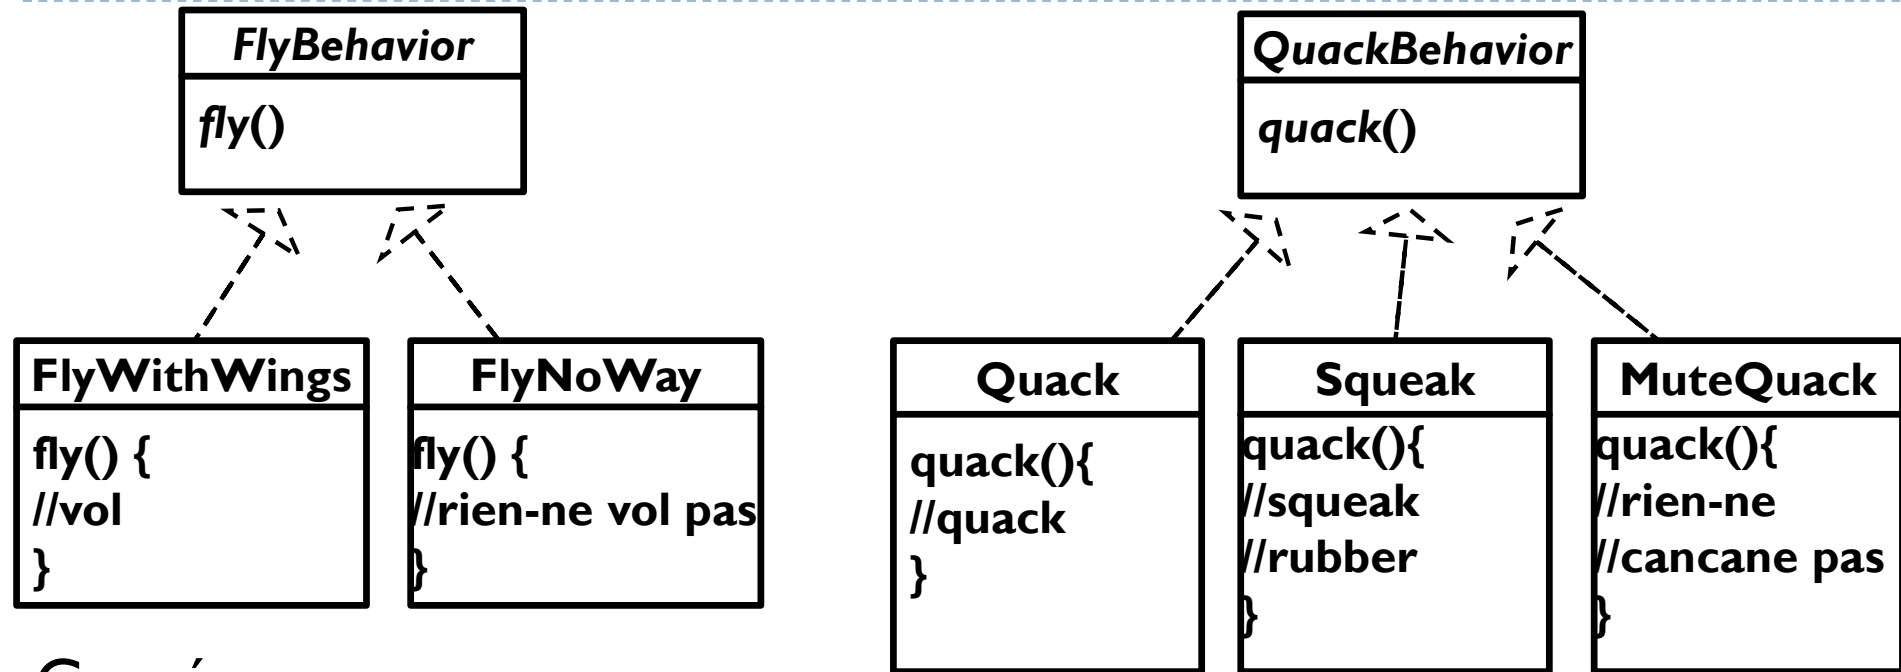 FlyBehavior
fly()
QuackBehavior
quack()
FlyWithWings
fly() {
//vol
}
FlyNoWay
fly() {
//rien-ne vol pas
}
Quack
quack(){
//quack
}
Squeak
quack(){
//squeak
//rubber
}
MuteQuack
quack(){
//rien-ne
//cancane pas
}